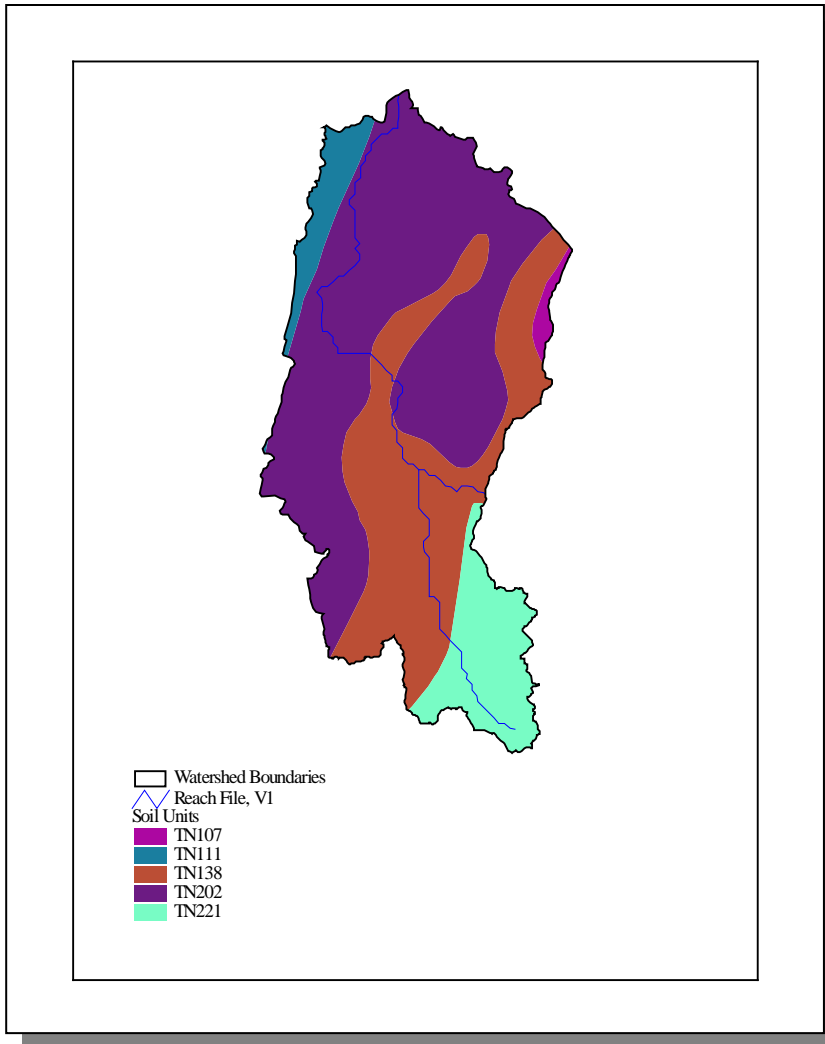 Watershed Boundaries
Reach File, V1
Soil Units
TN107
TN111
TN138
TN202
TN221